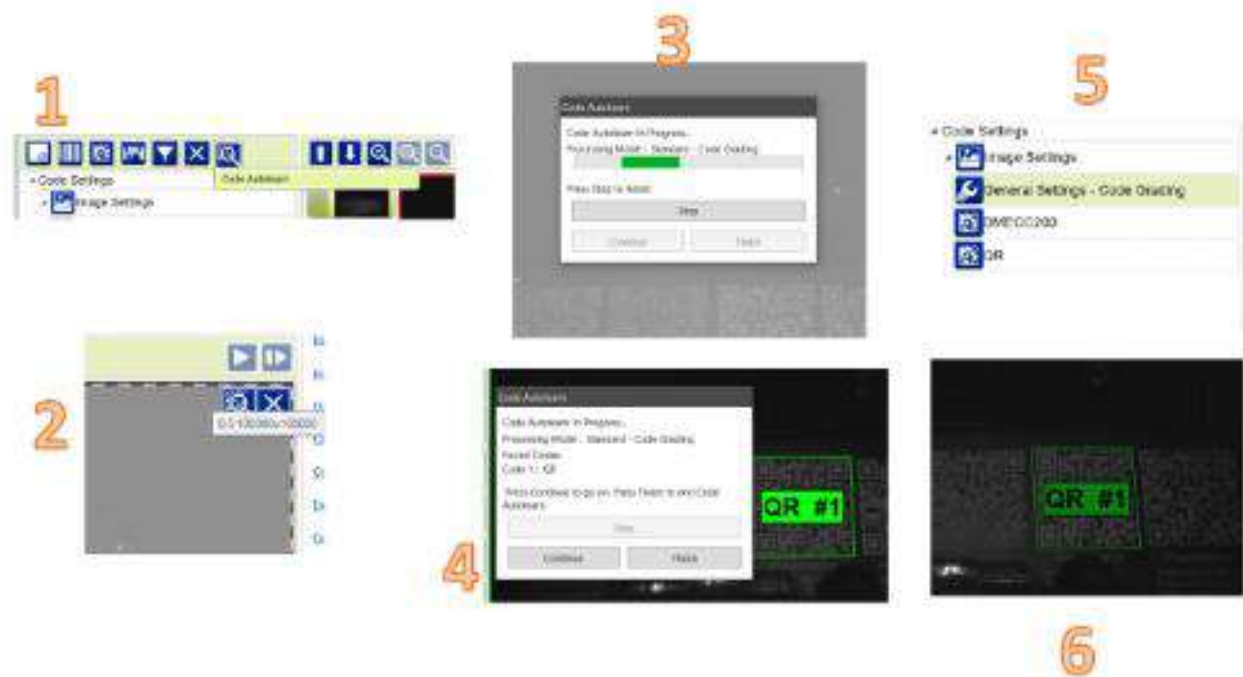 1
Code Autolearn
Code Settings
Image Settings
2
3
Code Autolearn
Code Autolearn In Progress...
Processing Mode: - Standard - Code Grading
Press Stop to Abort
Stop
Continue
Finish
4
Code Autolearn
Code Autolearn In Progress...
Processing Mode: - Standard - Code Grading
Found Codes:
Code 1: QR
Press Continue to go on. Press Finish to end Code
Autolearn.
Stop
Continue
Finish
QR #1
5
Code Settings
Image Settings
General Settings - Code Grading
DMECC200
QR
QR #1
6